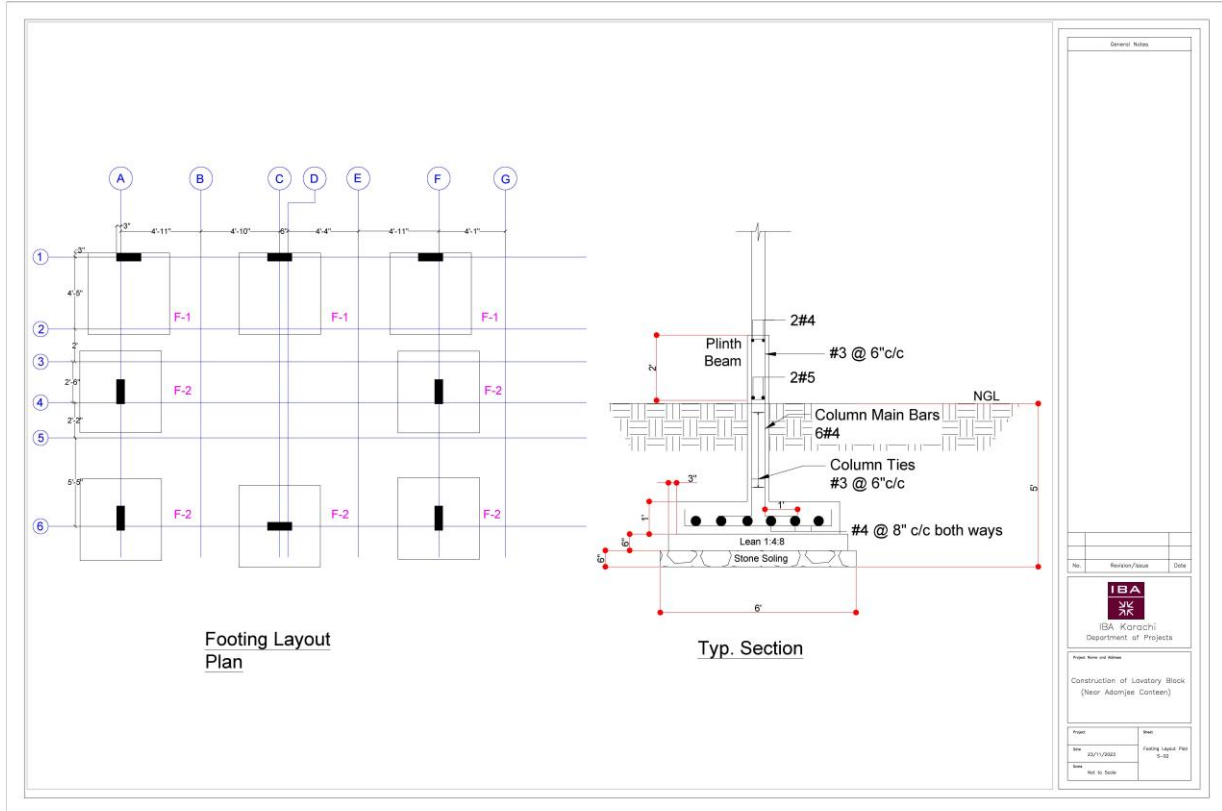 A
B
C
D
E
F
G
3"
4'-11"
4'-10"
6"
4'-4"
4'-11"
4'-1"
3"
1
4'-5"
F-1
F-1
F-1
2
2'
3
2'-6"
F-2
F-2
4
2'-2"
5
5'-5"
F-2
F-2
F-2
6
Footing Layout
Plan
2#4
Plinth
Beam
#3 @ 6"c/c
2'
2#5
NGL
Column Main Bars
6#4
Column Ties
#3 @ 6"c/c
3"
5'
1'
1'
#4 @ 8" c/c both ways
6"
Lean 1:4:8
6"
Stone Soling
6'
Typ. Section
General Notes
No.
Revision/Issue
Date
IBA
IBA Karachi
Department of Projects
Project Name and Address
Construction of Lavatory Block
(Near Adamjee Canteen)
Project
Sheet
Date
23/11/2023
Footing Layout Plan
S-02
Scale
Not to Scale